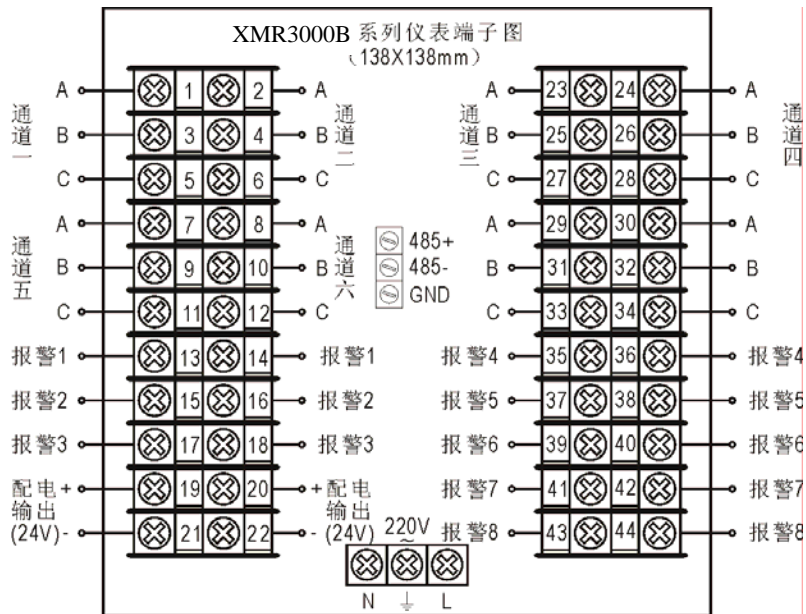 XMR3000B 系列仪表端子图
(138X138mm)
A 1 2 A A 23 24 A
通道一 通道二 通道三 通道四
B 3 4 B B 25 26 B
C 5 6 C C 27 28 C
A 7 8 A A 29 30 A
通道五 通道六
485+
B 9 10 B B 31 32 B
485-
GND
C 11 12 C C 33 34 C
报警1 13 14 报警1 报警4 35 36 报警4
报警2 15 16 报警2 报警5 37 38 报警5
报警3 17 18 报警3 报警6 39 40 报警6
配电+ 19 20 +配电 报警7 41 42 报警7
输出 输出
(24V)- 21 22 -(24V) 220V 报警8 43 44 报警8
~
N L